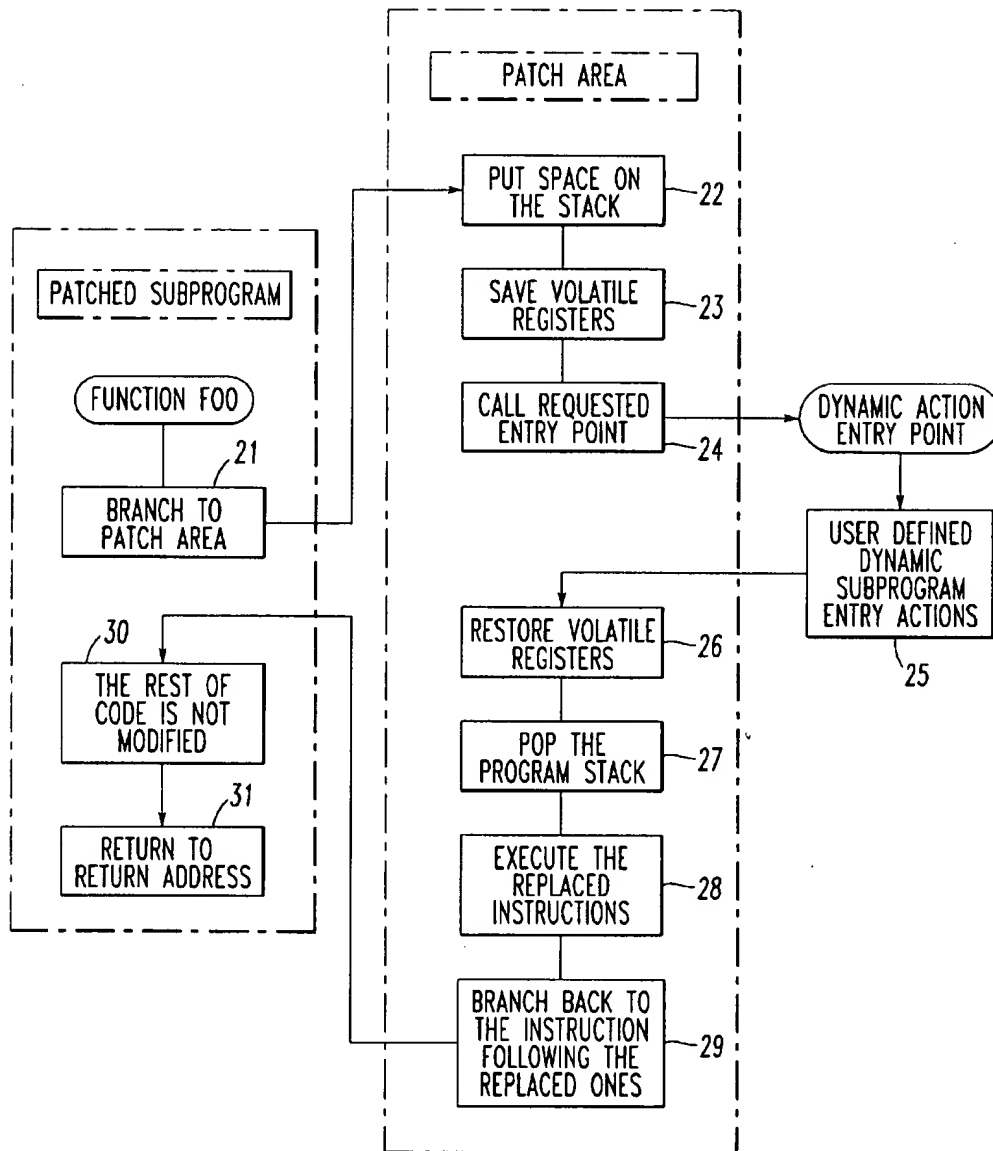 PATCH AREA
PUT SPACE ON
THE STACK
22
SAVE VOLATILE
REGISTERS
23
CALL REQUESTED
ENTRY POINT
24
DYNAMIC ACTION
ENTRY POINT
USER DEFINED
DYNAMIC
SUBPROGRAM
ENTRY ACTIONS
25
PATCHED SUBPROGRAM
FUNCTION FOO
21
BRANCH TO
PATCH AREA
30
THE REST OF
CODE IS NOT
MODIFIED
31
RETURN TO
RETURN ADDRESS
RESTORE VOLATILE
REGISTERS
26
POP THE
PROGRAM STACK
27
EXECUTE THE
REPLACED
INSTRUCTIONS
28
BRANCH BACK TO
THE INSTRUCTION
FOLLOWING THE
REPLACED ONES
29